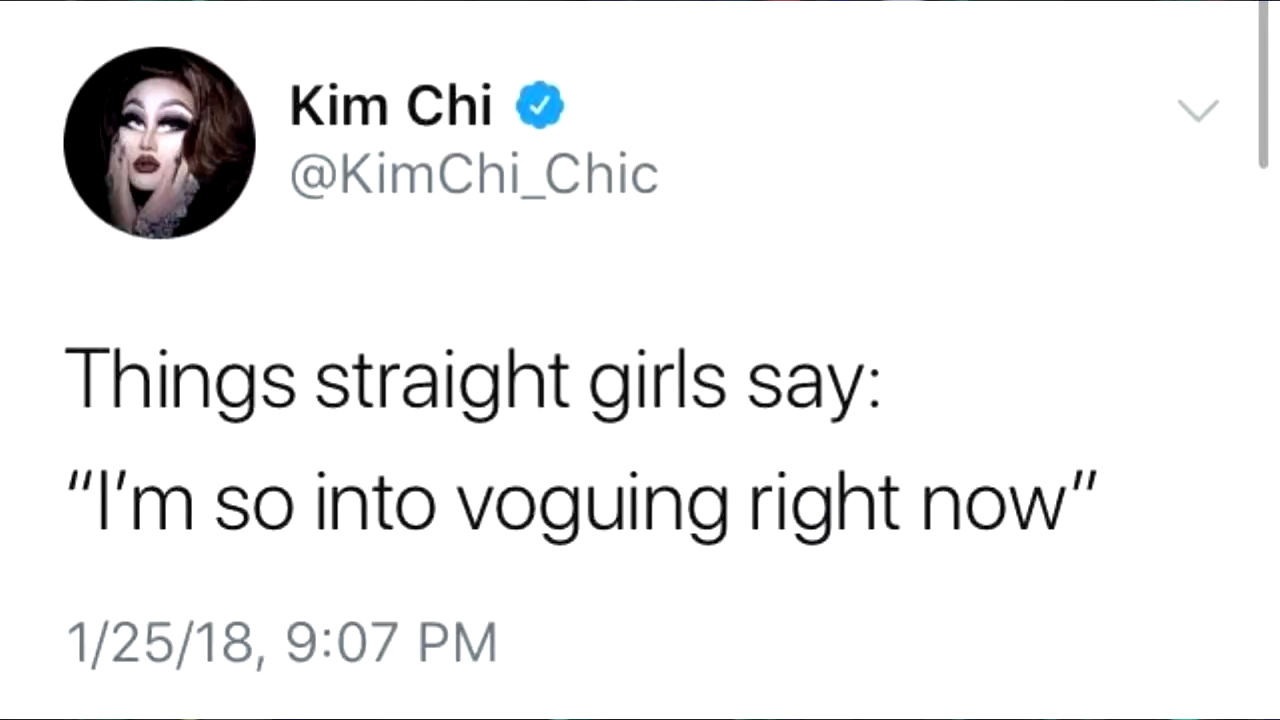 Kim Chi
@KimChi_Chic
Things straight girls say:
“I’m so into voguing right now”
1/25/18, 9:07 PM